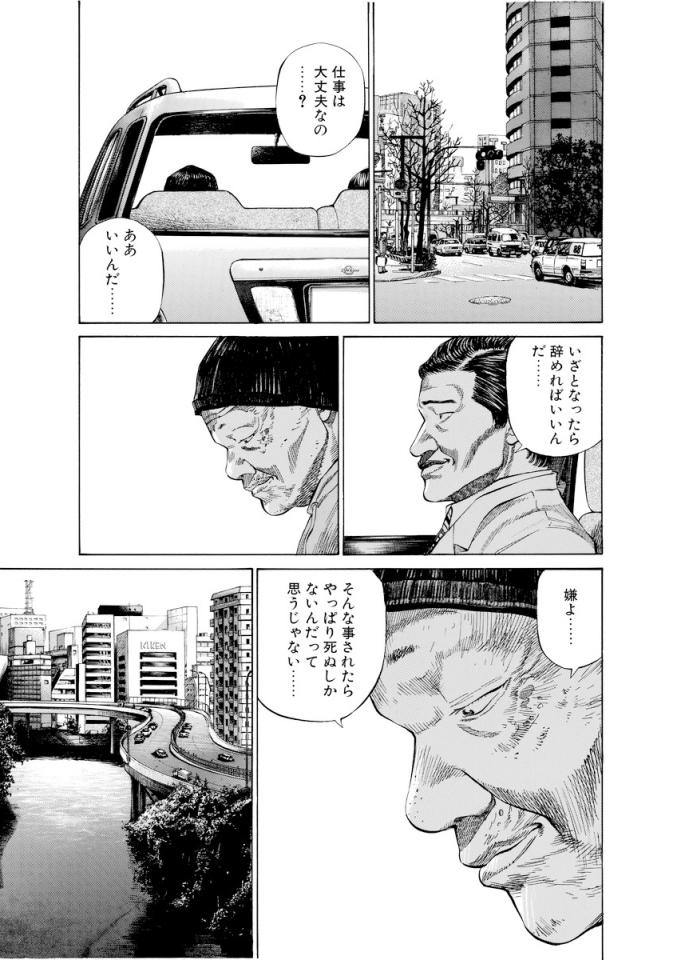 仕事は
大丈夫なの
……？
ああ
いいんだ……
いざとなったら
辞めればいいん
だ……
嫌よ……
そんな事されたら
やっぱり死ぬしか
ないんだって
思うじゃない……
KIKEN